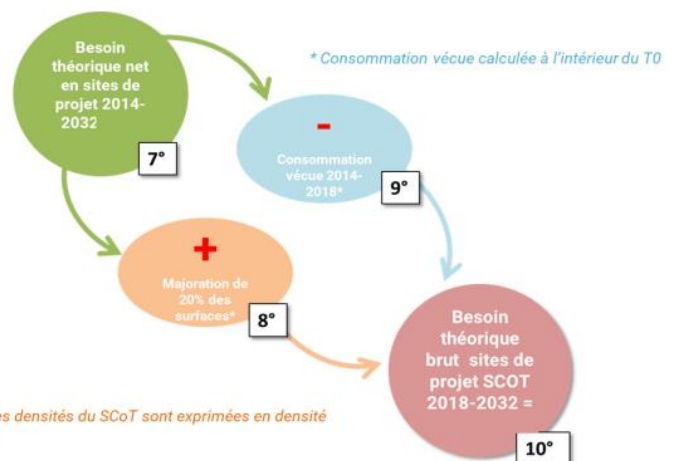 Besoin
théorique net
en sites de
projet 2014-
2032
7°
* Consommation vécue calculée à l'intérieur du T0
-
Consommation
vécue 2014-
2018*
9°
+
Majoration de
20% des
surfaces*
8°
Besoin
théorique
brut sites de
projet SCOT
2018-2032 =
10°
es densités du SCoT sont exprimées en densité